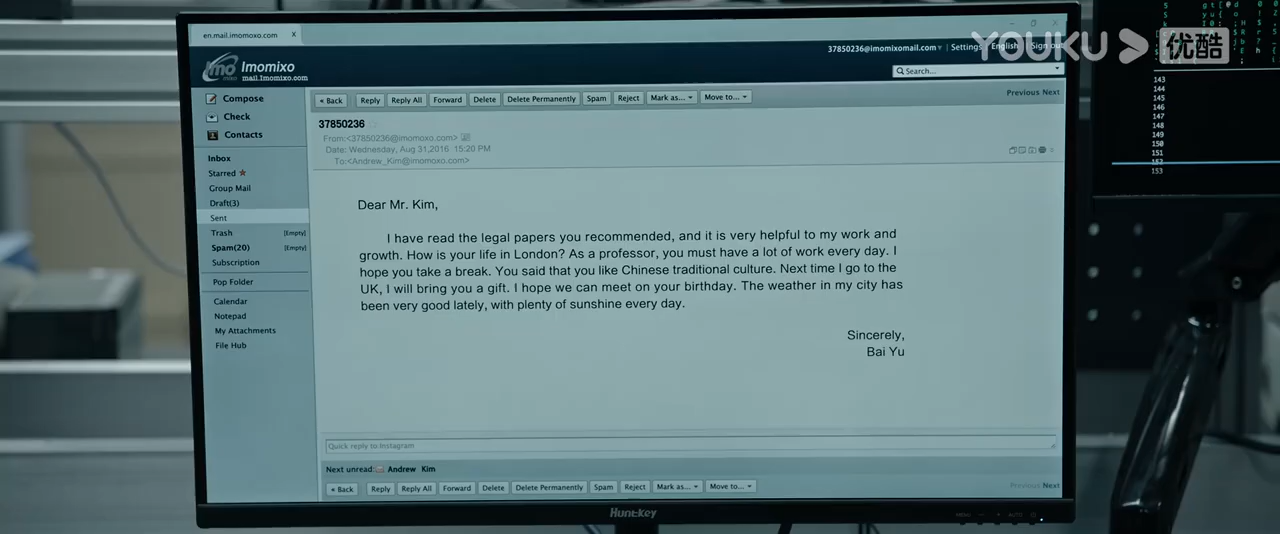 en.mail.imomoxo.com x
YOUKU 优酷
37850236@imomixomail.com Settings English Sign out
Imo
mixo
Imomixo
mail.Imomixo.com
Search...
Compose
Check
Contacts
Inbox
Starred
Group Mail
Draft(3)
Sent
Trash [Empty]
Spam(20) [Empty]
Subscription
Pop Folder
Calendar
Notepad
My Attachments
File Hub
« Back Reply Reply All Forward Delete Delete Permanently Spam Reject Mark as... Move to... Previous Next
37850236
From:<37850236@imomoxo.com>
Date: Wednesday, Aug 31,2016 15:20 PM
To:<Andrew_Kim@imomoxo.com>
Dear Mr. Kim,
I have read the legal papers you recommended, and it is very helpful to my work and
growth. How is your life in London? As a professor, you must have a lot of work every day. I
hope you take a break. You said that you like Chinese traditional culture. Next time I go to the
UK, I will bring you a gift. I hope we can meet on your birthday. The weather in my city has
been very good lately, with plenty of sunshine every day.
Sincerely,
Bai Yu
Quick reply to:Instagram
Next unread: Andrew Kim
« Back Reply Reply All Forward Delete Delete Permanently Spam Reject Mark as... Move to... Previous Next
HuntKey
MENU AUTO
143
144
145
146
147
148
149
150
151
152
153